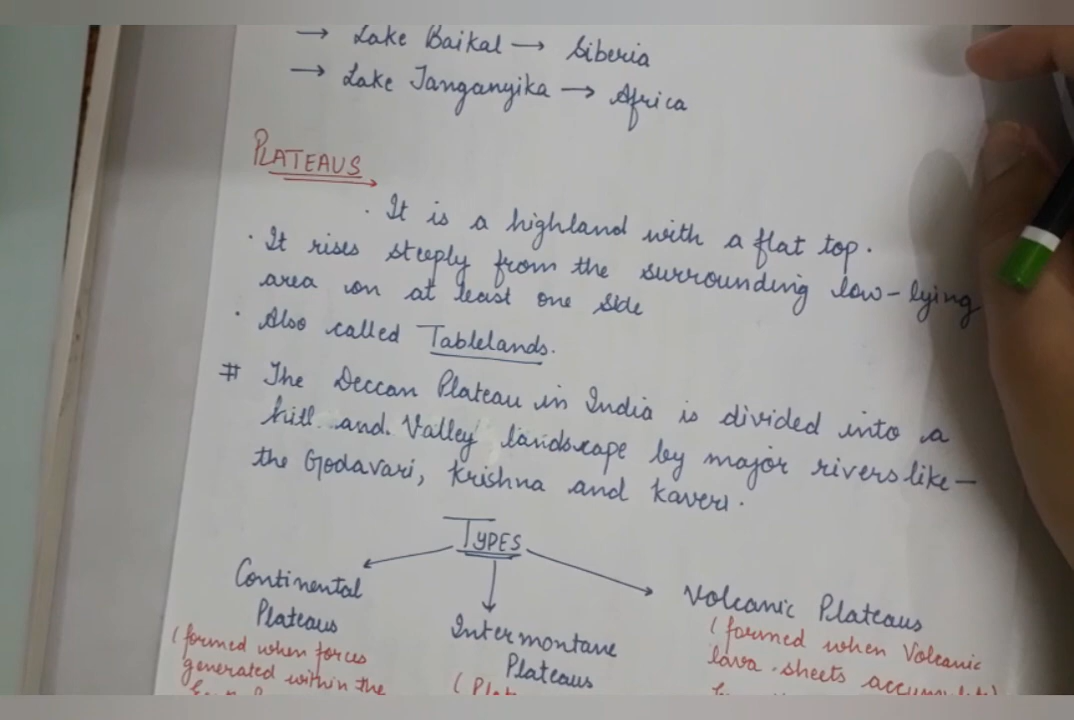 → Lake Baikal → Siberia
→ Lake Tanganyika → Africa
PLATEAUS
· It is a highland with a flat top.
· It rises steeply from the surrounding low-lying
area on at least one side
· Also called Tablelands.
# The Deccan Plateau in India is divided into a
hill and Valley landscape by major rivers like—
the Godavari, Krishna and Kaveri.
TYPES
Continental
Plateaus
(formed when forces
generated within the
Intermontane
Plateaus
(
Volcanic Plateaus
(formed when Volcanic
lava sheets